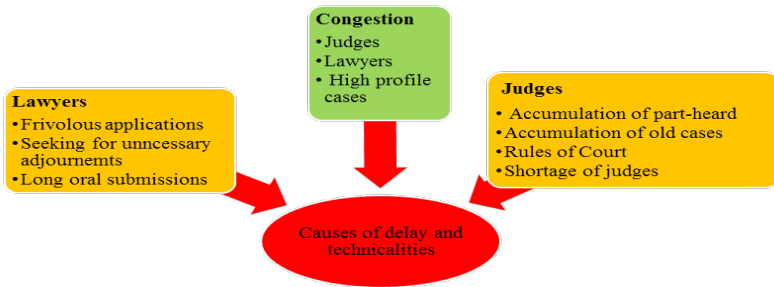 Congestion
•Judges
•Lawyers
• High profile
cases
Lawyers
•Frivolous applications
•Seeking for unncessary
adjournemts
•Long oral submissions
Judges
• Accumulation of part-heard
•Accumulation of old cases
•Rules of Court
•Shortage of judges
Causes of delay and
technicalities